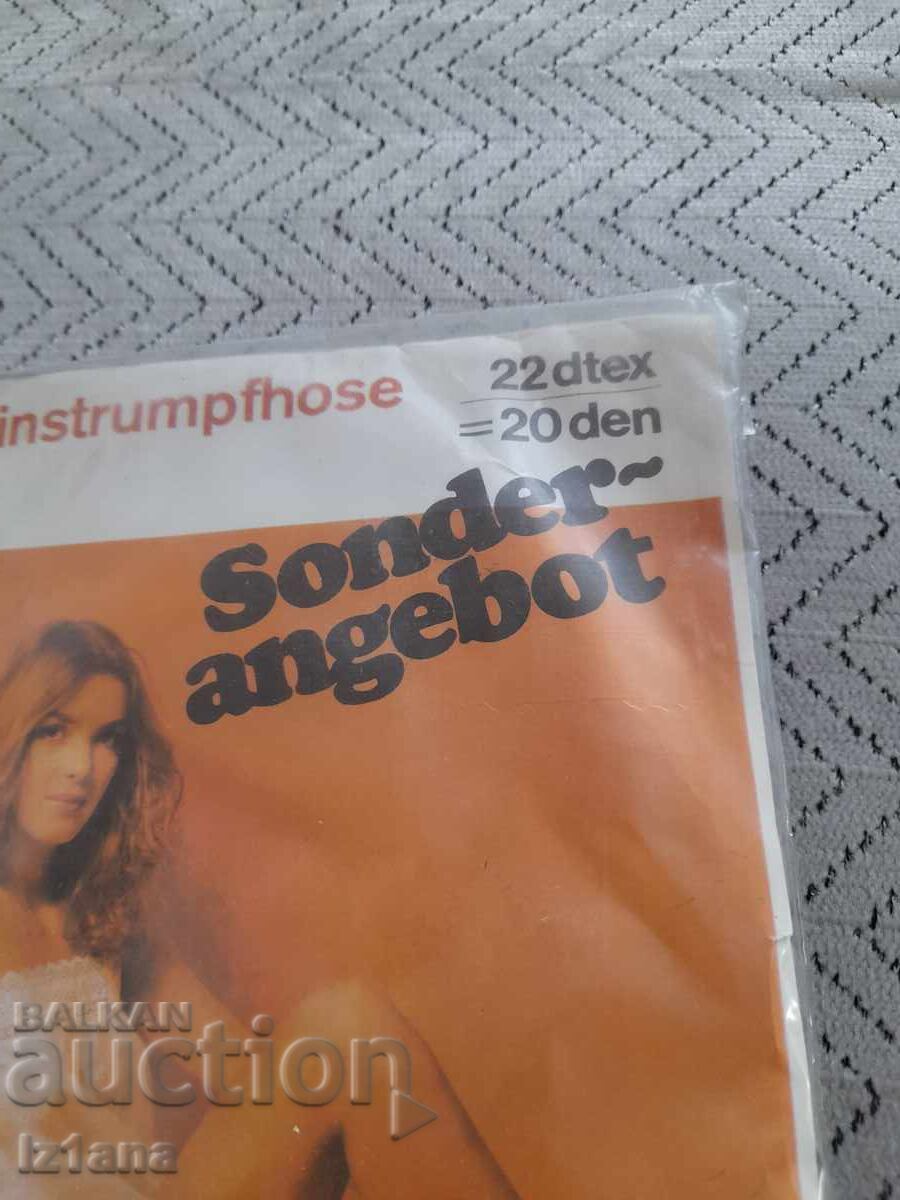 instrumpfhose
22dtex
=20den
Sonder-
angebot
BALKAN
auction
iz1ana